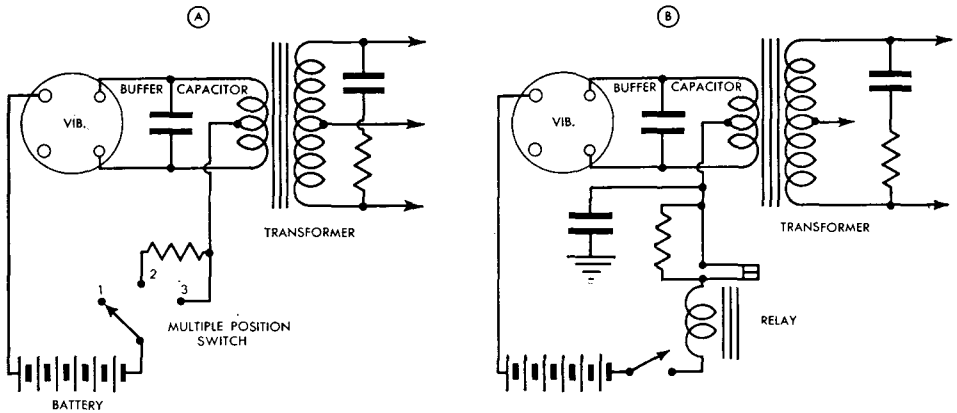 A
BUFFER CAPACITOR
VIB.
TRANSFORMER
2
1
3
MULTIPLE POSITION
SWITCH
BATTERY
B
BUFFER CAPACITOR
VIB.
TRANSFORMER
RELAY